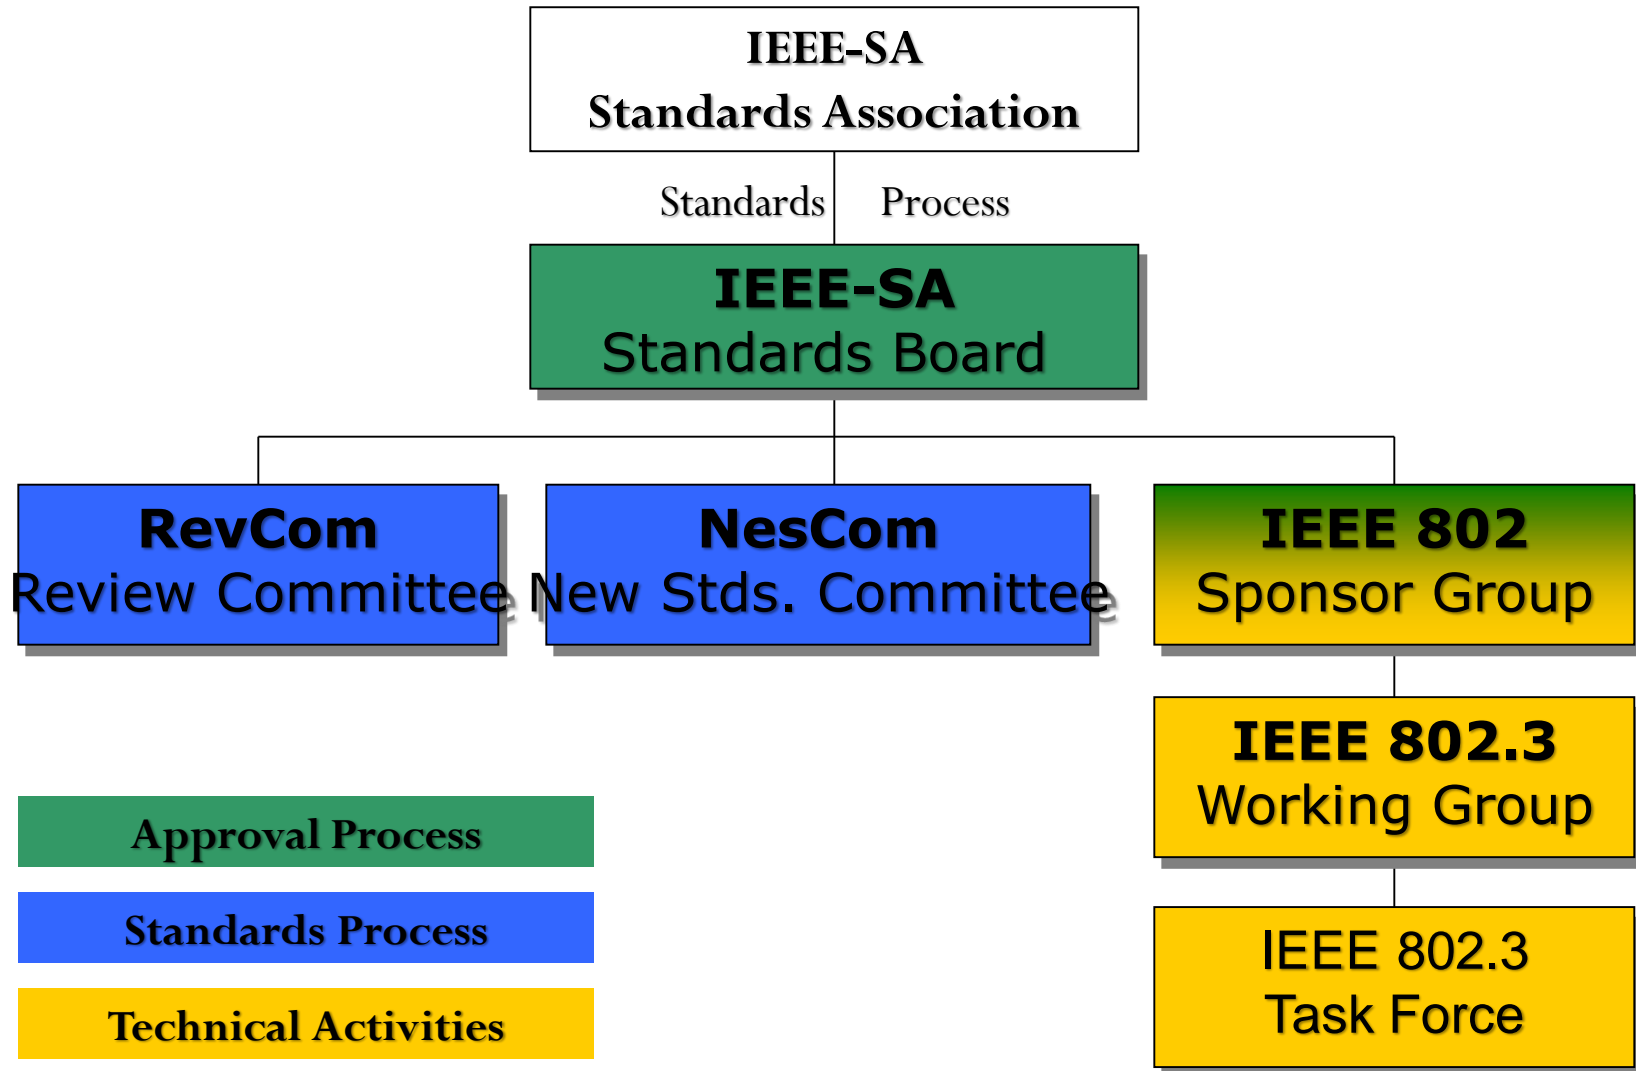 IEEE-SA
Standards Association
Standards Process
IEEE-SA
Standards Board
RevCom
Review Committee
NesCom
New Stds. Committee
IEEE 802
Sponsor Group
IEEE 802.3
Working Group
IEEE 802.3
Task Force
Approval Process
Standards Process
Technical Activities